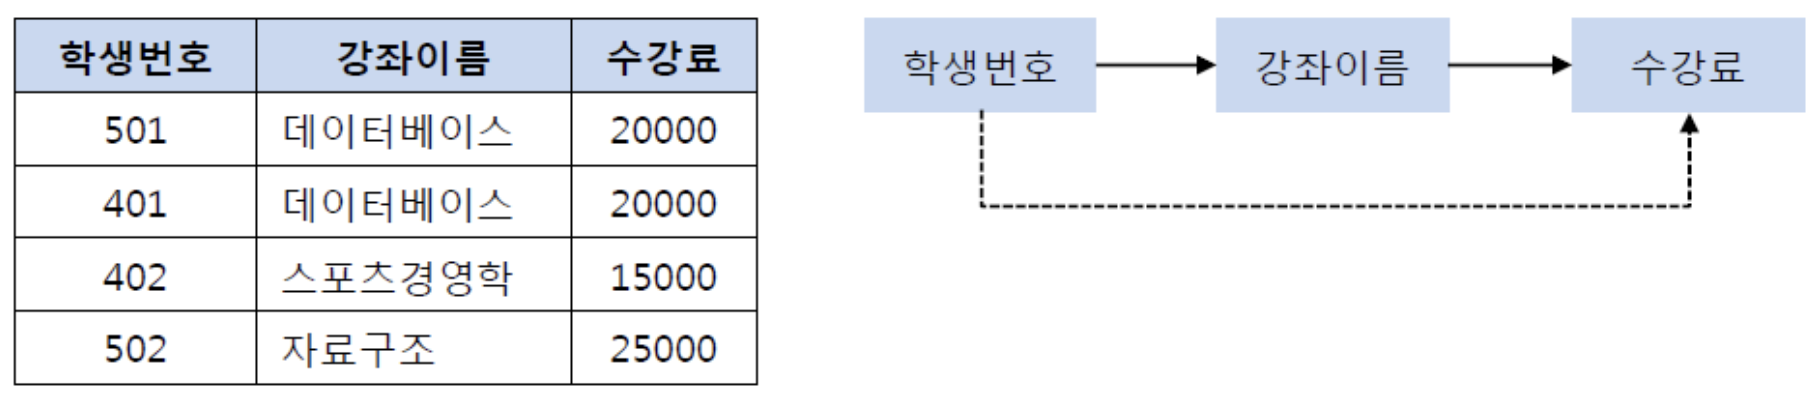 학생번호 강좌이름 수강료
501 데이터베이스 20000
401 데이터베이스 20000
402 스포츠경영학 15000
502 자료구조 25000
학생번호 강좌이름 수강료